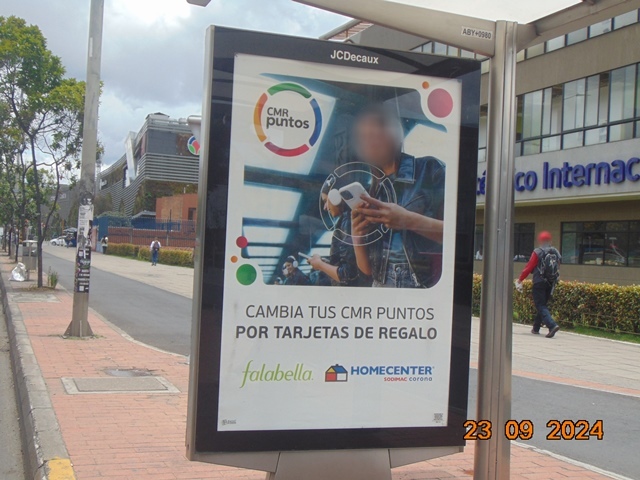 ABY+0980
JCDecaux
CMR
puntos
Internac
CAMBIA TUS CMR PUNTOS
POR TARJETAS DE REGALO
falabella.
HOMECENTER
SODIMAC corona
23 09 2024